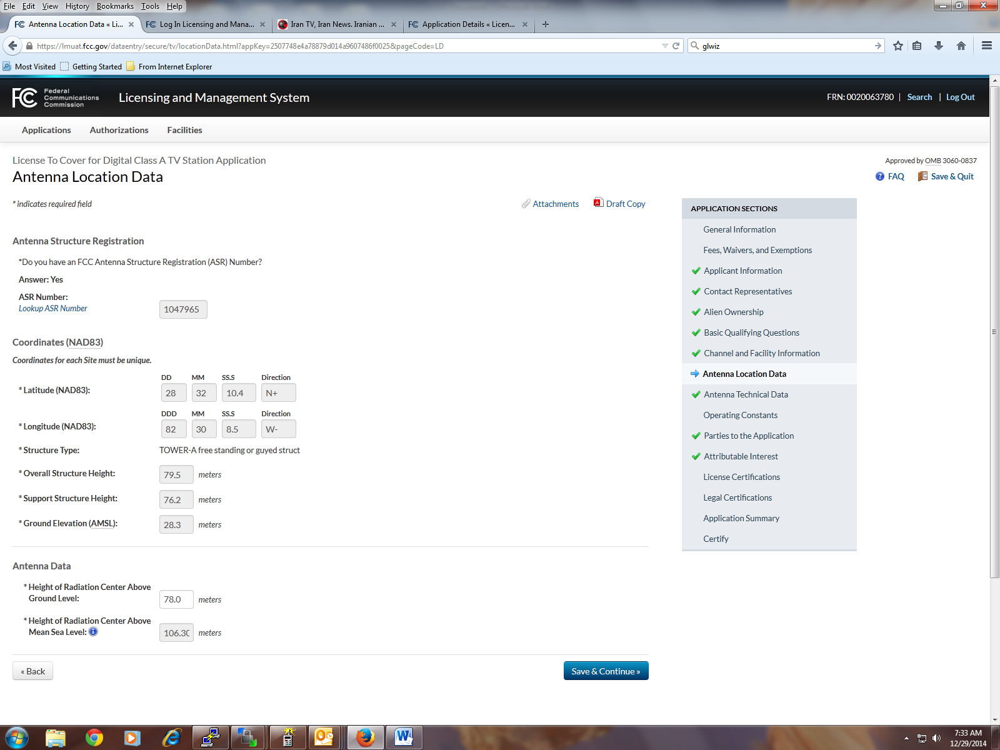 File Edit View History Bookmarks Tools Help
Antenna Location Data « Li... × Log In Licensing and Mana... × Iran TV, Iran News. Iranian ... × Application Details « Licen... × +
https://lmuat.fcc.gov/dataentry/secure/tv/locationData.html?appKey=2507748e4a78879d014a9607486f0025&pageCode=LD glwiz
Most Visited Getting Started From Internet Explorer
FCC Federal Communications Commission Licensing and Management System FRN: 0020063780 | Search | Log Out
Applications Authorizations Facilities
License To Cover for Digital Class A TV Station Application Approved by OMB 3060-0837
Antenna Location Data FAQ Save & Quit
* indicates required field Attachments Draft Copy
Antenna Structure Registration
*Do you have an FCC Antenna Structure Registration (ASR) Number?
Answer: Yes
ASR Number:
Lookup ASR Number 1047965
Coordinates (NAD83)
Coordinates for each Site must be unique.
DD MM SS.S Direction
* Latitude (NAD83): 28 32 10.4 N+
DDD MM SS.S Direction
* Longitude (NAD83): 82 30 8.5 W-
* Structure Type: TOWER-A free standing or guyed struct
* Overall Structure Height: 79.5 meters
* Support Structure Height: 76.2 meters
* Ground Elevation (AMSL): 28.3 meters
Antenna Data
* Height of Radiation Center Above
Ground Level: 78.0 meters
* Height of Radiation Center Above
Mean Sea Level: 106.30 meters
« Back Save & Continue »
APPLICATION SECTIONS
General Information
Fees, Waivers, and Exemptions
Applicant Information
Contact Representatives
Alien Ownership
Basic Qualifying Questions
Channel and Facility Information
Antenna Location Data
Antenna Technical Data
Operating Constants
Parties to the Application
Attributable Interest
License Certifications
Legal Certifications
Application Summary
Certify
7:33 AM
12/29/2014